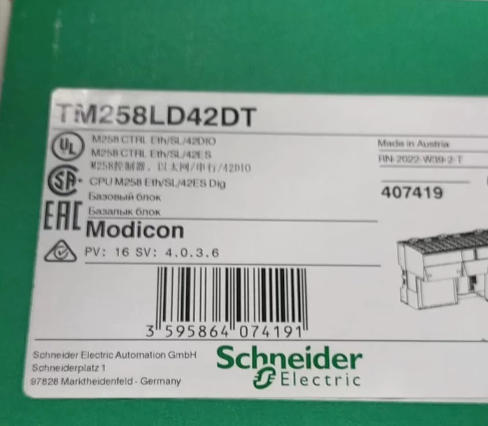 TM258LD42DT
M258 CTRL Eth/SL/42DIO
M258 CTRL Eth/SL/42ES
M258控制器，以太网/串行/42DIO
CPU M258 Eth/SL/42ES Dig
Базовый блок
Базалык блок
UL
SA
EAC
Made in Austria
RN-2022-W39-2-T
407419
Modicon
PV: 16 SV: 4.0.3.6
3 595864 074191
Schneider Electric Automation GmbH
Schneiderplatz 1
97828 Marktheidenfeld - Germany
Schneider
Electric